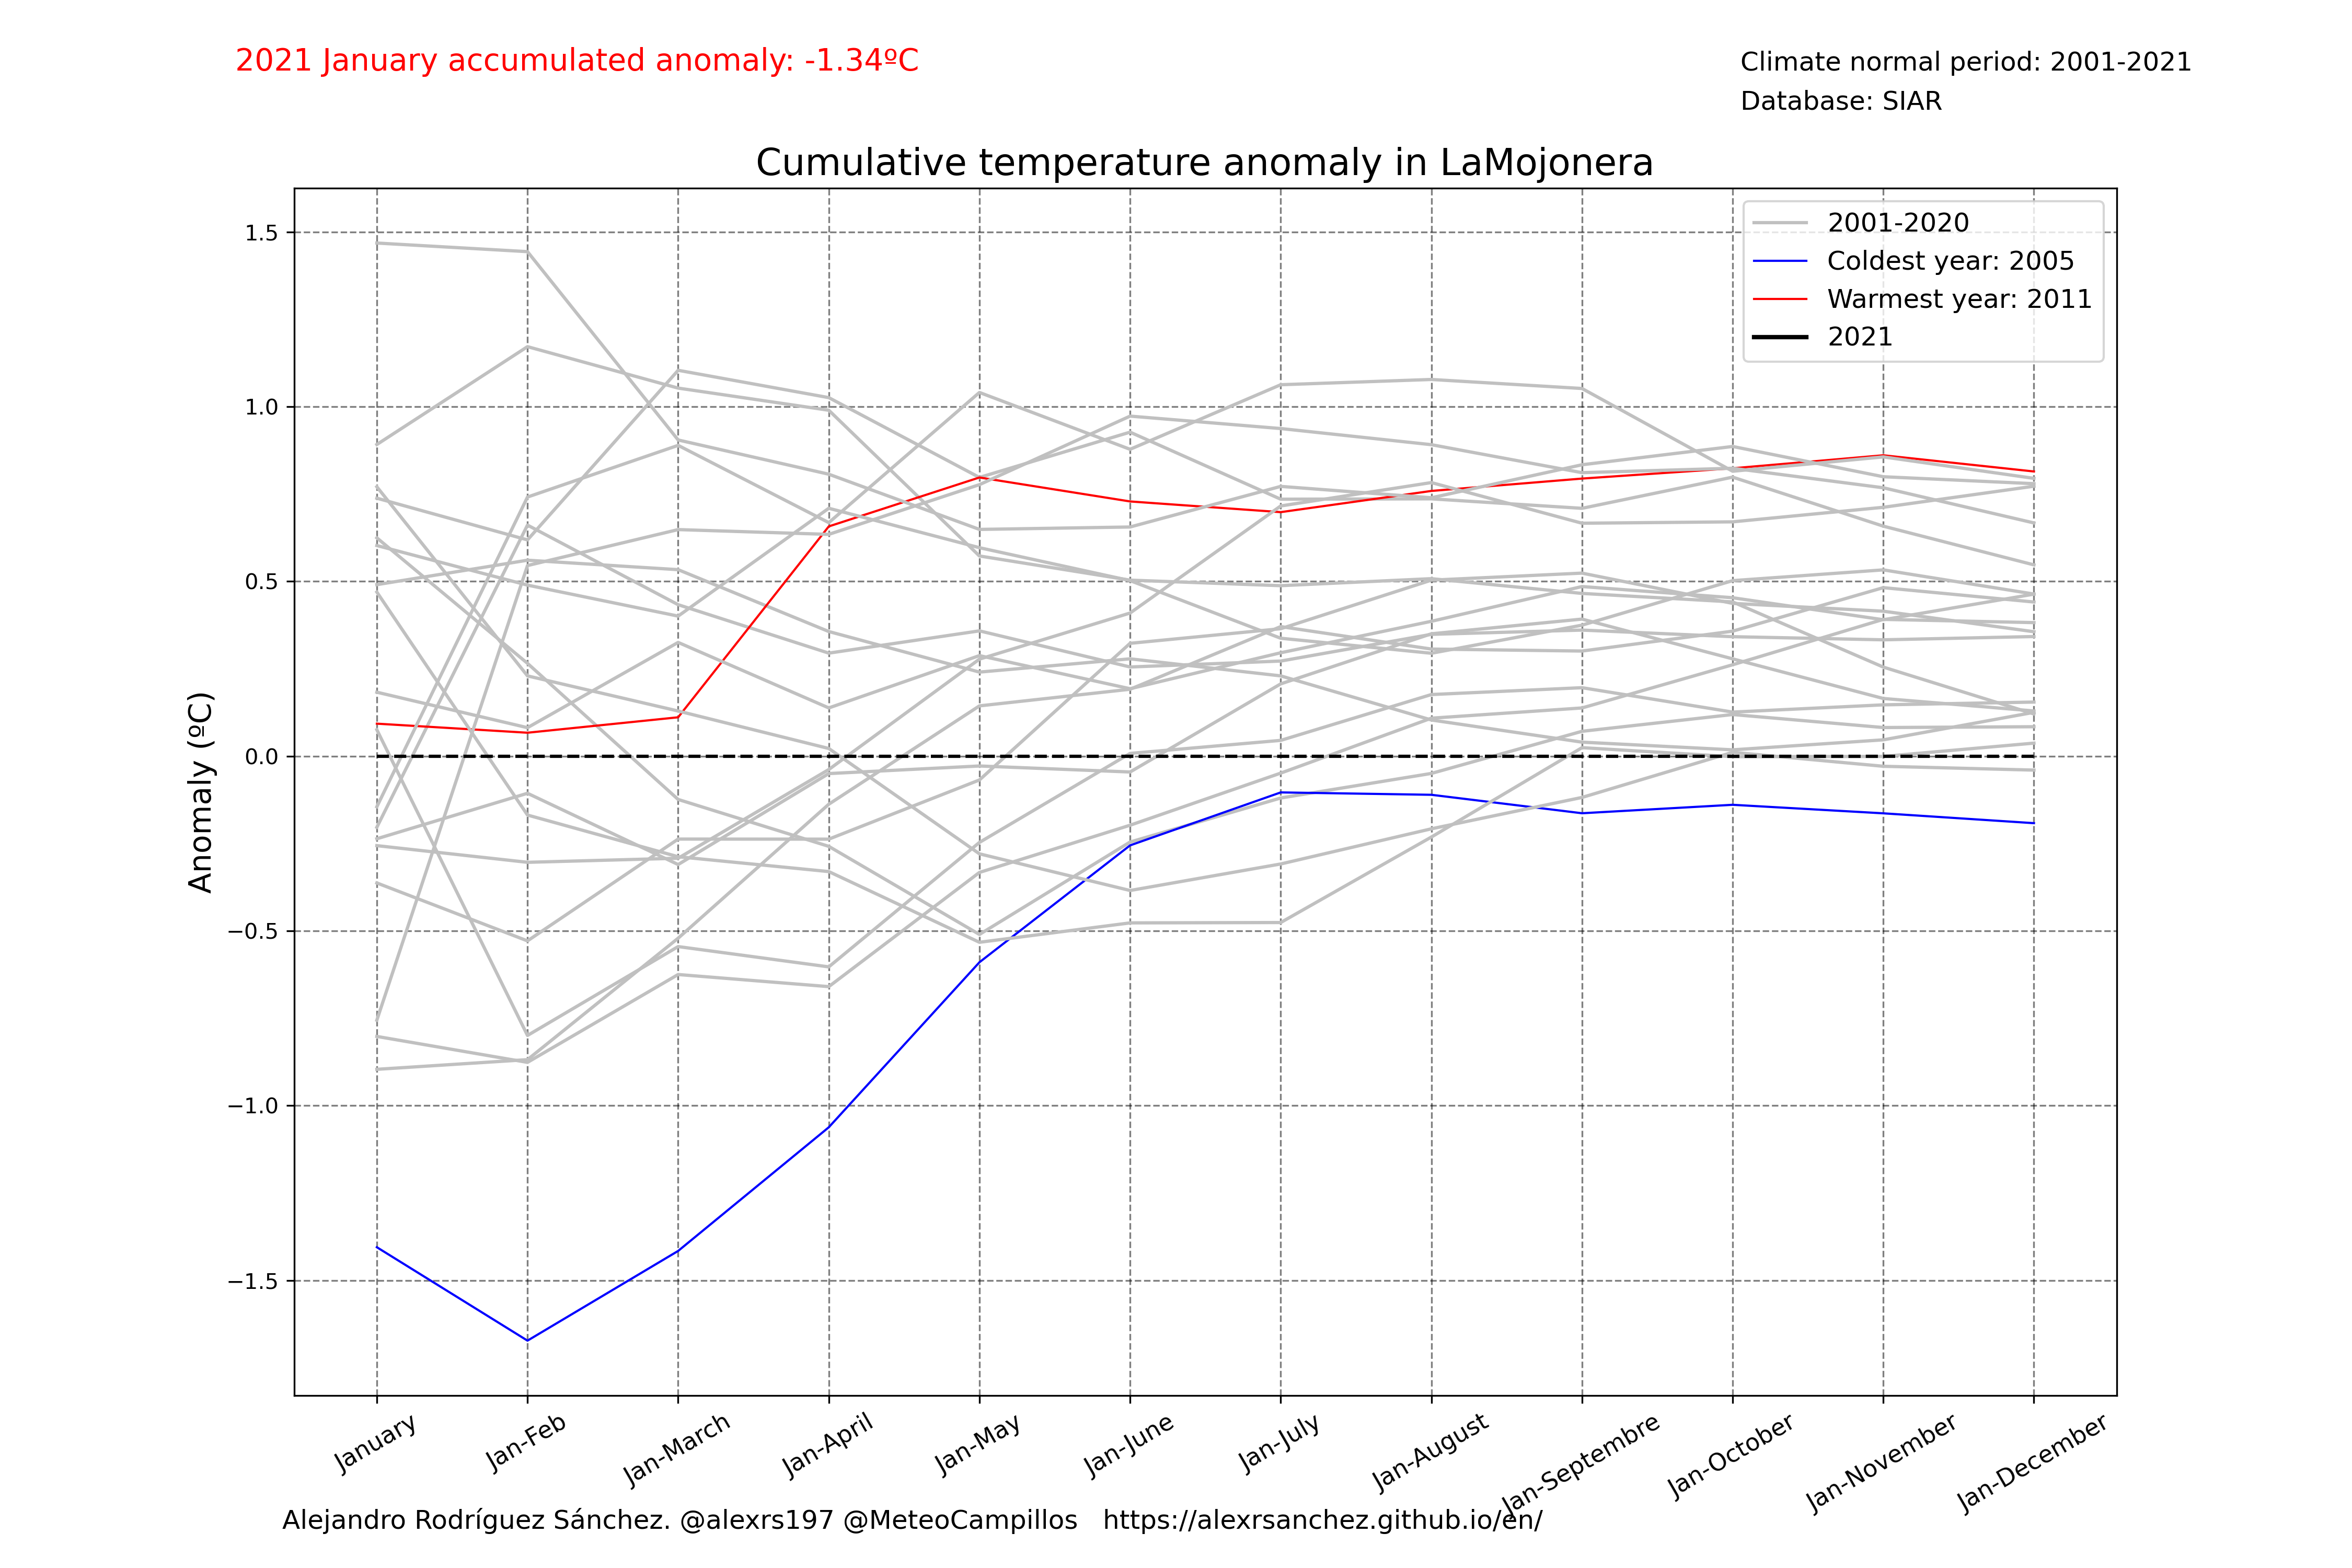 2021 January accumulated anomaly: -1.34ºC
Climate normal period: 2001-2021
Database: SIAR
Cumulative temperature anomaly in LaMojonera
2001-2020
Coldest year: 2005
Warmest year: 2011
2021
Anomaly (ºC)
1.5
1.0
0.5
0.0
−0.5
−1.0
−1.5
January
Jan-Feb
Jan-March
Jan-April
Jan-May
Jan-June
Jan-July
Jan-August
Jan-Septembre
Jan-October
Jan-November
Jan-December
Alejandro Rodríguez Sánchez. @alexrs197 @MeteoCampillos   https://alexrsanchez.github.io/en/